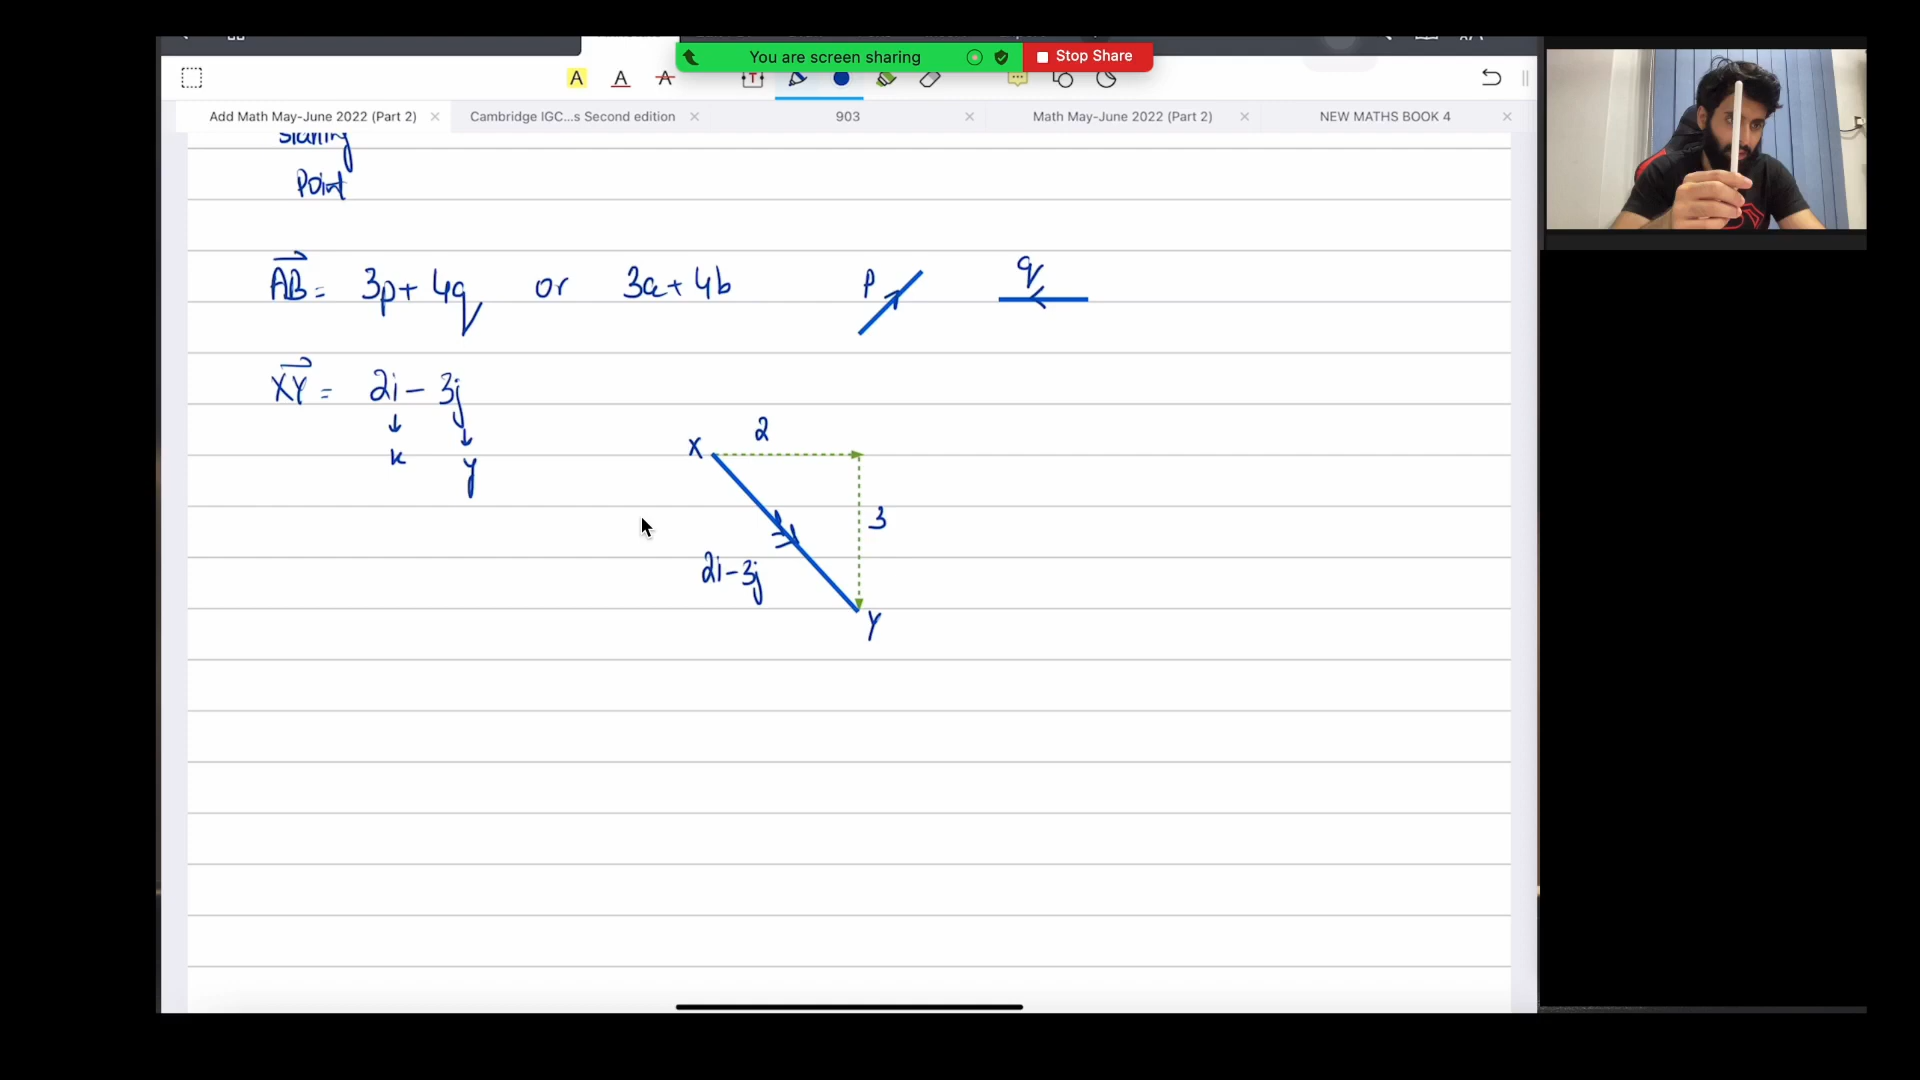 You are screen sharing Stop Share
A A A T
Add Math May-June 2022 (Part 2) × Cambridge IGC...s Second edition × 903 × Math May-June 2022 (Part 2) × NEW MATHS BOOK 4 ×
Starting
Point
AB = 3p + 4q or 3a + 4b P q
XY = 2i - 3j
↓ ↓
x y
X 2
3
2i-3j
Y